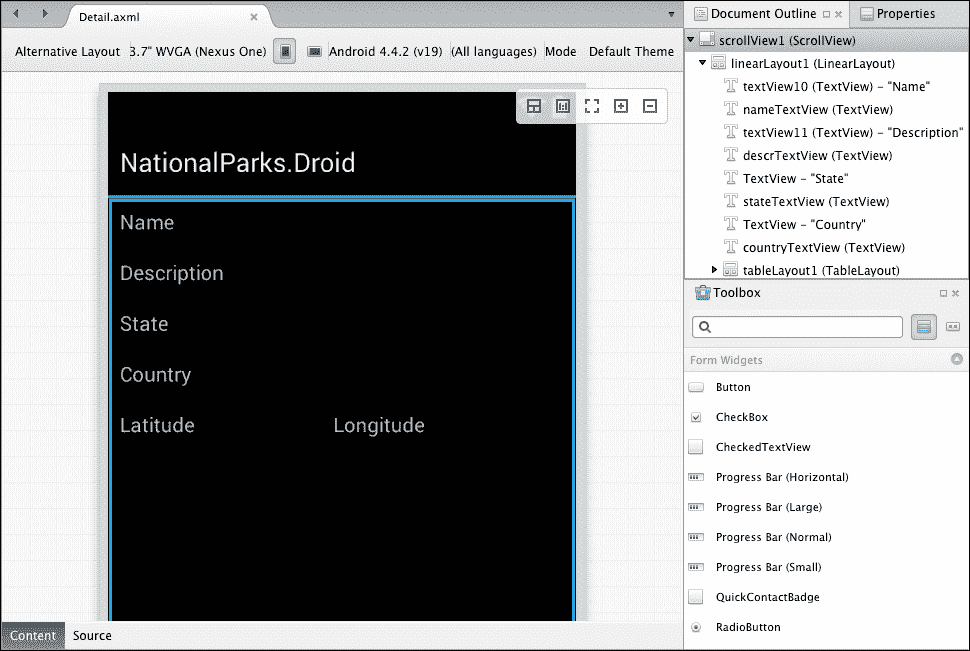 Detail.axml
Alternative Layout 3.7" WVGA (Nexus One) Android 4.4.2 (v19) (All languages) Mode Default Theme
NationalParks.Droid
Name
Description
State
Country
Latitude Longitude
Content Source
Document Outline Properties
scrollView1 (ScrollView)
linearLayout1 (LinearLayout)
textView10 (TextView) – "Name"
nameTextView (TextView)
textView11 (TextView) – "Description"
descrTextView (TextView)
TextView – "State"
stateTextView (TextView)
TextView – "Country"
countryTextView (TextView)
tableLayout1 (TableLayout)
Toolbox
Form Widgets
Button
CheckBox
CheckedTextView
Progress Bar (Horizontal)
Progress Bar (Large)
Progress Bar (Normal)
Progress Bar (Small)
QuickContactBadge
RadioButton